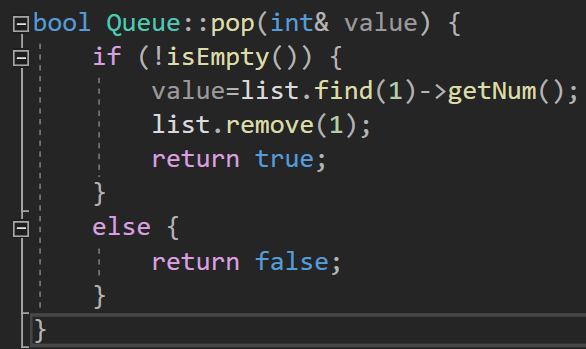 bool Queue::pop(int& value) {
    if (!isEmpty()) {
        value=list.find(1)->getNum();
        list.remove(1);
        return true;
    }
    else {
        return false;
    }
}